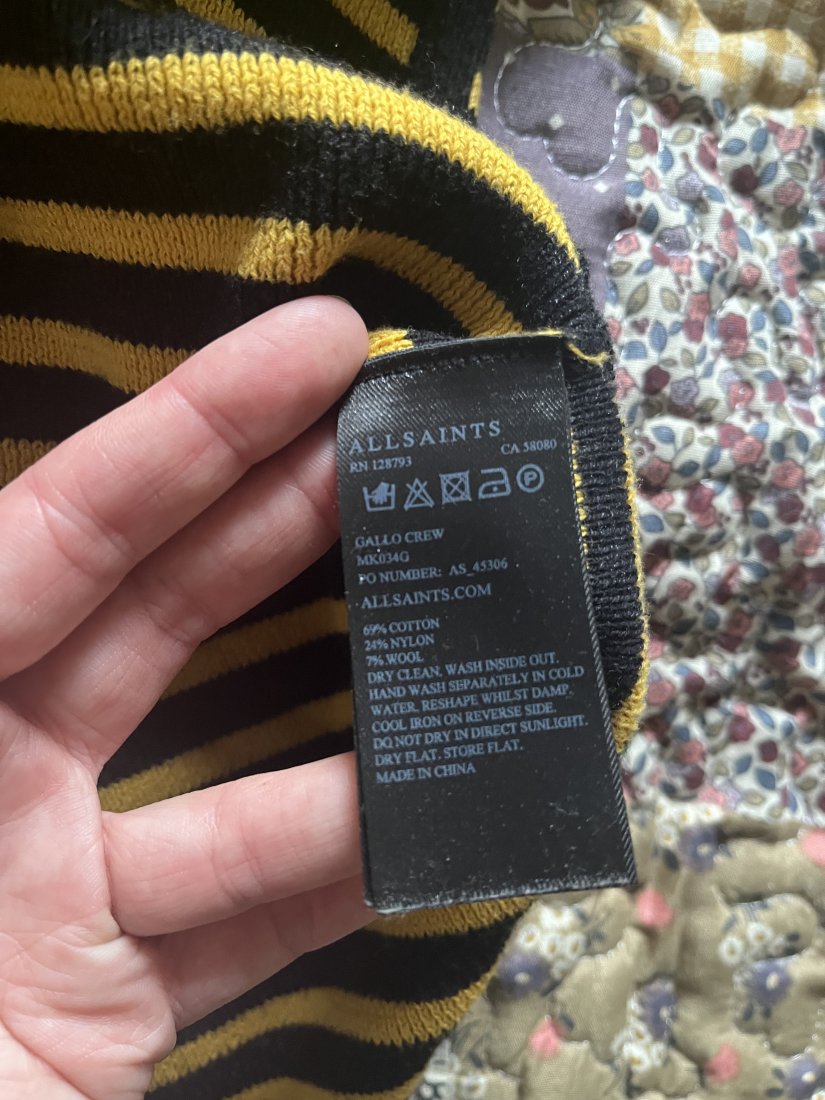 ALLSAINTS
RN 128793 CA 58080
P
GALLO CREW
MK034G
PO NUMBER: AS_45306
ALLSAINTS.COM
69% COTTON
24% NYLON
7% WOOL
DRY CLEAN. WASH INSIDE OUT.
HAND WASH SEPARATELY IN COLD
WATER. RESHAPE WHILST DAMP.
COOL IRON ON REVERSE SIDE.
DO NOT DRY IN DIRECT SUNLIGHT.
DRY FLAT. STORE FLAT.
MADE IN CHINA